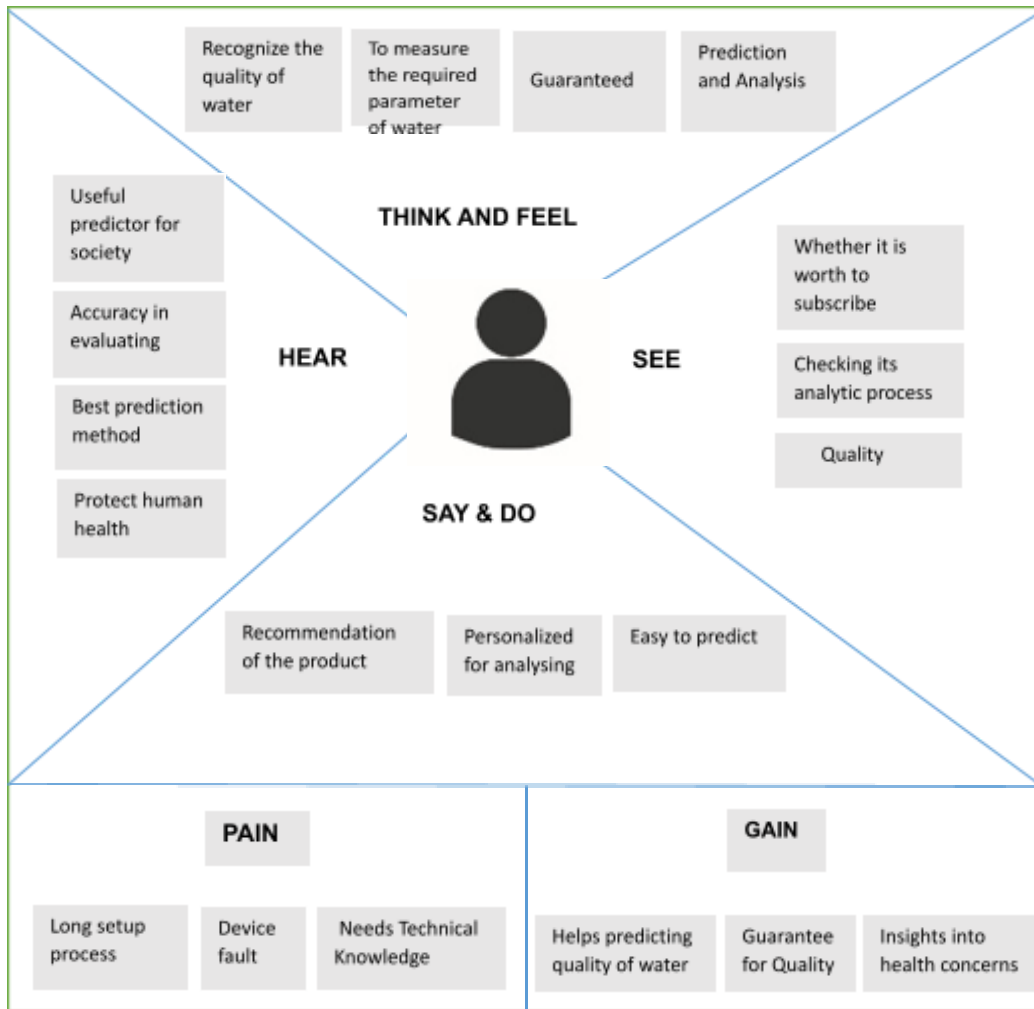 Recognize the
quality of
water
To measure
the required
parameter
of water
Guaranteed
Prediction
and Analysis
THINK AND FEEL
Useful
predictor for
society
Accuracy in
evaluating
Best prediction
method
Protect human
health
HEAR
SEE
Whether it is
worth to
subscribe
Checking its
analytic process
Quality
SAY & DO
Recommendation
of the product
Personalized
for analysing
Easy to predict
PAIN
Long setup
process
Device
fault
Needs Technical
Knowledge
GAIN
Helps predicting
quality of water
Guarantee
for Quality
Insights into
health concerns